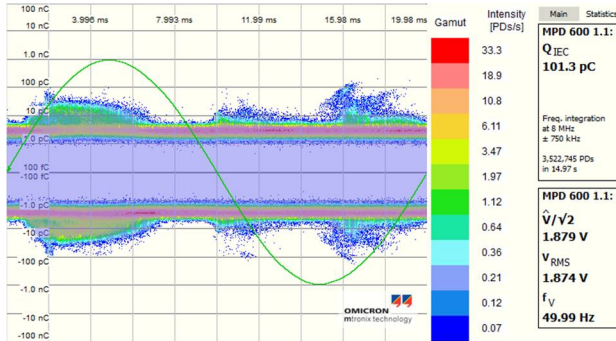 100 nC
10 nC
1.0 nC
100 pC
10 pC
1.0 pC
-100 fC
-100 fC
-1.0 pC
-10 pC
-100 pC
-1.0 nC
-10 nC
-100 nC
3.996 ms
7.993 ms
11.99 ms
15.98 ms
19.98 ms
OMICRON
mtronix technology
Gamut
Intensity
[PDs/s]
33.3
18.9
10.8
6.11
3.47
1.97
1.12
0.64
0.36
0.21
0.12
0.07
Main Statistics
MPD 600 1.1:
Q IEC
101.3 pC
Freq. integration
at 8 MHz
± 750 kHz
3,522,745 PDs
in 14.97 s
MPD 600 1.1:
V̂/√2
1.879 V
V RMS
1.874 V
f V
49.99 Hz